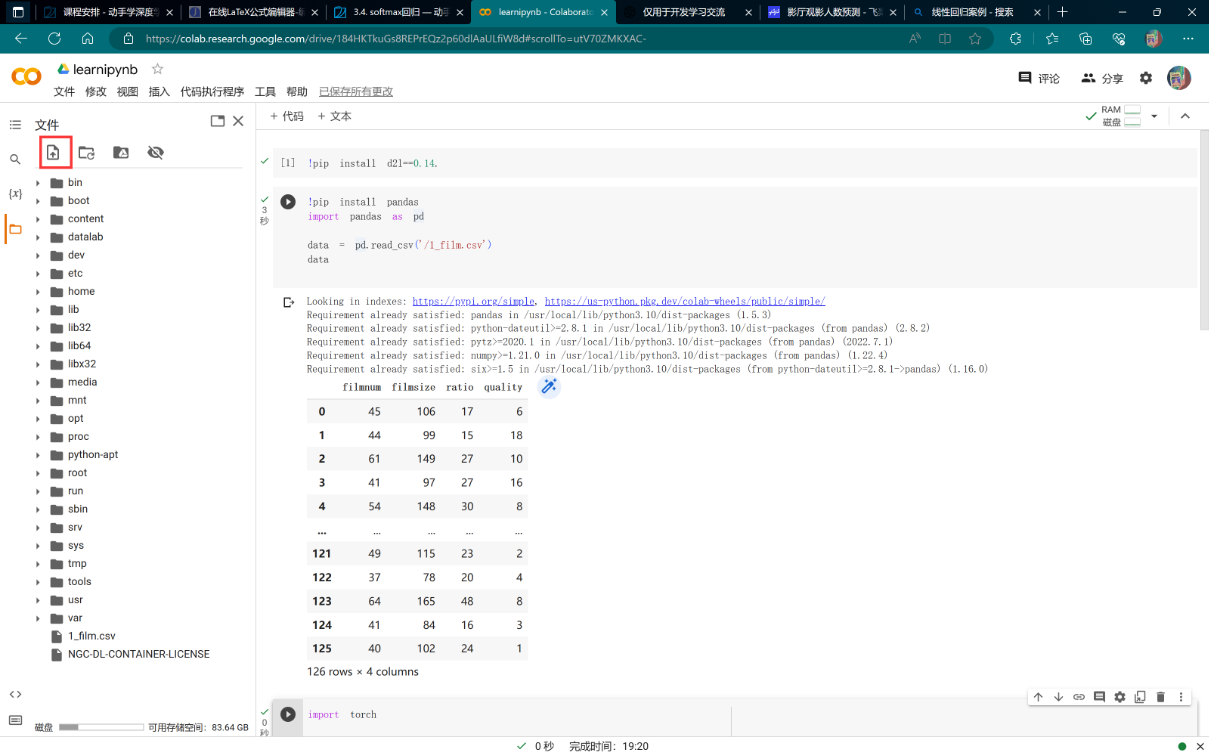 课程安排 - 动手学深度学
在线LaTeX公式编辑器-
3.4. softmax回归 — 动手
learnipynb - Colaborato
仅用于开发学习交流
影厅观影人数预测 - 飞
线性回归案例 - 搜索
https://colab.research.google.com/drive/184HKTkuGs8REPrEQz2p60dlAaULfiW8d#scrollTo=utV70ZMKXAC-
learnipynb
文件 修改 视图 插入 代码执行程序 工具 帮助 已保存所有更改
评论 分享
文件
+ 代码 + 文本
RAM
磁盘
bin
boot
content
datalab
dev
etc
home
lib
lib32
lib64
libx32
media
mnt
opt
proc
python-apt
root
run
sbin
srv
sys
tmp
tools
usr
var
1_film.csv
NGC-DL-CONTAINER-LICENSE
磁盘 可用存储空间: 83.64 GB
[1] !pip install d2l==0.14.
3
秒
!pip install pandas
import pandas as pd
data = pd.read_csv('/1_film.csv')
data
Looking in indexes: https://pypi.org/simple, https://us-python.pkg.dev/colab-wheels/public/simple/
Requirement already satisfied: pandas in /usr/local/lib/python3.10/dist-packages (1.5.3)
Requirement already satisfied: python-dateutil>=2.8.1 in /usr/local/lib/python3.10/dist-packages (from pandas) (2.8.2)
Requirement already satisfied: pytz>=2020.1 in /usr/local/lib/python3.10/dist-packages (from pandas) (2022.7.1)
Requirement already satisfied: numpy>=1.21.0 in /usr/local/lib/python3.10/dist-packages (from pandas) (1.22.4)
Requirement already satisfied: six>=1.5 in /usr/local/lib/python3.10/dist-packages (from python-dateutil>=2.8.1->pandas) (1.16.0)
filmnum filmsize ratio quality
0 45 106 17 6
1 44 99 15 18
2 61 149 27 10
3 41 97 27 16
4 54 148 30 8
... ... ... ... ...
121 49 115 23 2
122 37 78 20 4
123 64 165 48 8
124 41 84 16 3
125 40 102 24 1
126 rows × 4 columns
0
秒
import torch
0 秒 完成时间: 19:20